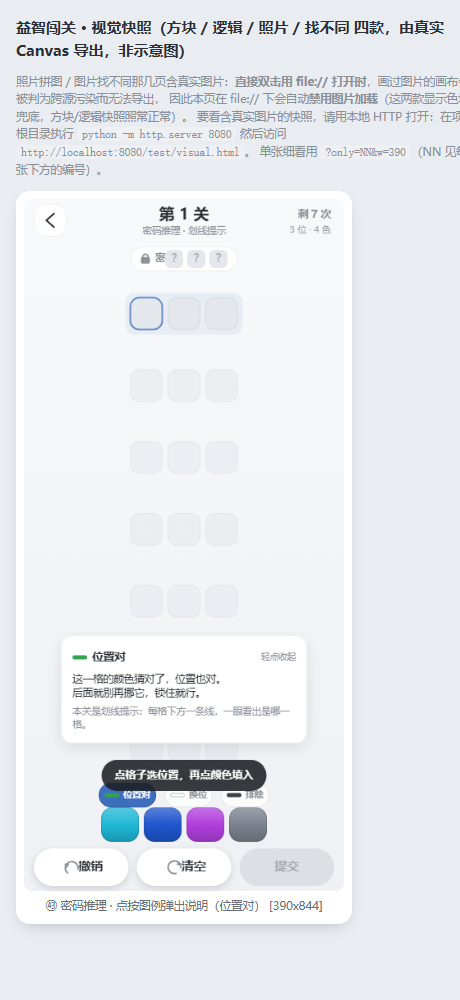 益智闯关 · 视觉快照（方块 / 逻辑 / 照片 / 找不同 四款，由真实
Canvas 导出，非示意图）
照片拼图 / 图片找不同那几页含真实图片：直接双击用 file:// 打开时，画过图片的画布会
被判为跨源污染而无法导出， 因此本页在 file:// 下会自动禁用图片加载（这两款显示色块
兜底，方块/逻辑快照照常正常）。 要看含真实图片的快照，请用本地 HTTP 打开：在项
根目录执行 python -m http.server 8080 然后访问
http://localhost:8080/test/visual.html 。 单张细看用 ?only=NN&w=390 （NN 见每
张下方的编号）。
第 1 关
密码推理 · 划线提示
剩 7 次
3 位 · 4 色
密 ? ? ?
位置对
轻点收起
这一格的颜色猜对了，位置也对。
后面就别再挪它，锁住就行。
本关是划线提示：每格下方一条线，一眼看出是哪一
格。
点格子选位置，再点颜色填入
位置对 换位 排除
撤销 清空 提交
㊸ 密码推理 · 点按图例弹出说明（位置对） [390x844]